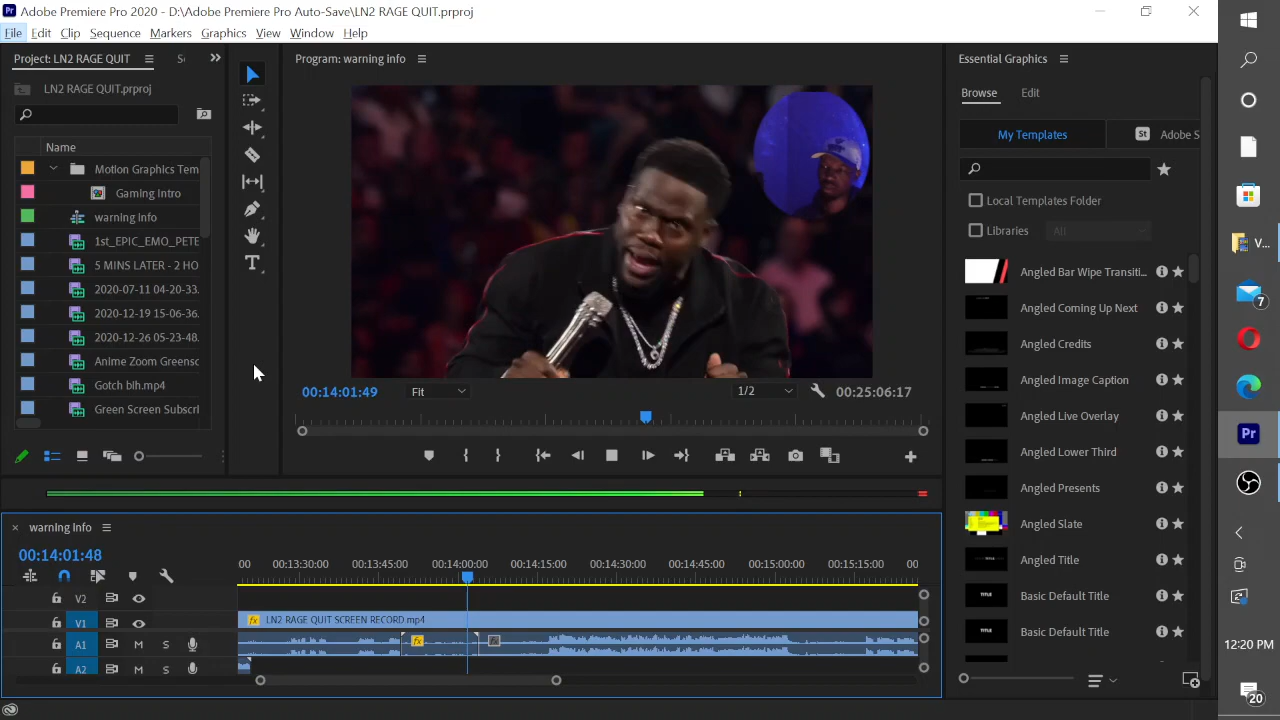 Adobe Premiere Pro 2020 - D:\Adobe Premiere Pro Auto-Save\LN2 RAGE QUIT.prproj
File Edit Clip Sequence Markers Graphics View Window Help
Project: LN2 RAGE QUIT
LN2 RAGE QUIT.prproj
Name
Motion Graphics Tem
Gaming Intro
warning Info
1st_EPIC_EMO_PETE
5 MINS LATER - 2 HO
2020-07-11 04-20-33.
2020-12-19 15-06-36.
2020-12-26 05-23-48.
Anime Zoom Greensc
Gotch blh.mp4
Green Screen Subscri
Program: warning info
00:14:01:49
Fit
1/2
00:25:06:17
Essential Graphics
Browse Edit
My Templates
St Adobe S
Local Templates Folder
Libraries
All
Angled Bar Wipe Transiti...
Angled Coming Up Next
Angled Credits
Angled Image Caption
Angled Live Overlay
Angled Lower Third
Angled Presents
Angled Slate
Angled Title
Basic Default Title
Basic Default Title
warning Info
00:14:01:48
00 00:13:30:00 00:13:45:00 00:14:00:00 00:14:15:00 00:14:30:00 00:14:45:00 00:15:00:00 00:15:15:00 00
V2
V1
fx LN2 RAGE QUIT SCREEN RECORD.mp4
A1 M S
fx fx
A2 M S
V...
7
Pr
12:20 PM
20